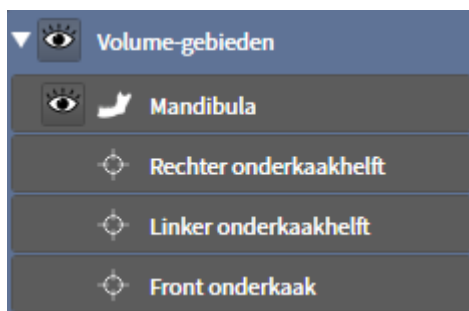 Volume-gebieden
Mandibula
Rechter onderkaakhelft
Linker onderkaakhelft
Front onderkaak